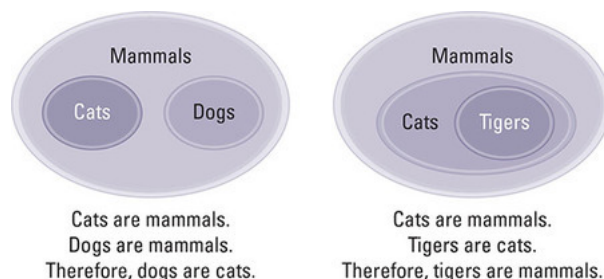 Mammals
Cats
Dogs
Cats are mammals.
Dogs are mammals.
Therefore, dogs are cats.
Mammals
Cats
Tigers
Cats are mammals.
Tigers are cats.
Therefore, tigers are mammals.